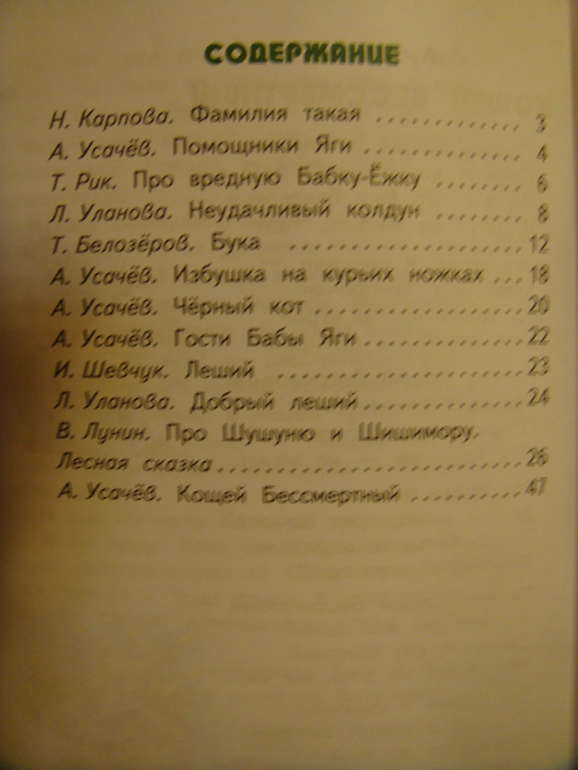 СОДЕРЖАНИЕ
Н. Карпова. Фамилия такая ............... 3
А. Усачёв. Помощники Яги ............... 4
Т. Рик. Про вредную Бабку-Ёжку ........ 6
Л. Уланова. Неудачливый колдун ........ 8
Т. Белозёров. Бука ..................... 12
А. Усачёв. Избушка на курьих ножках ...18
А. Усачёв. Чёрный кот ..................20
А. Усачёв. Гости Бабы Яги ..............22
И. Шевчук. Леший ......................23
Л. Уланова. Добрый леший ..............24
В. Лунин. Про Шушуню и Шишимору.
Лесная сказка ..........................26
А. Усачёв. Кощей Бессмертный ..........47